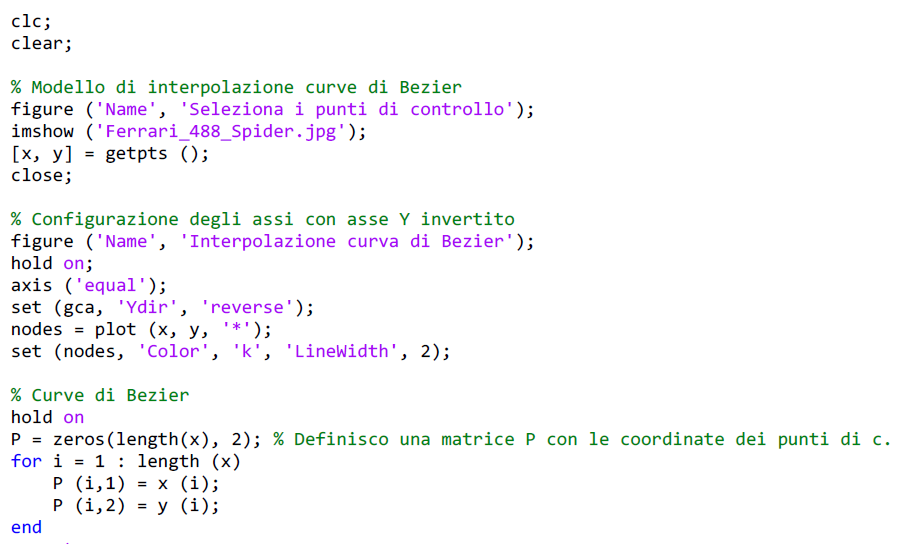 clc;
clear;
% Modello di interpolazione curve di Bezier
figure ('Name', 'Seleziona i punti di controllo');
imshow ('Ferrari_488_Spider.jpg');
[x, y] = getpts ();
close;
% Configurazione degli assi con asse Y invertito
figure ('Name', 'Interpolazione curva di Bezier');
hold on;
axis ('equal');
set (gca, 'Ydir', 'reverse');
nodes = plot (x, y, '*');
set (nodes, 'Color', 'k', 'LineWidth', 2);
% Curve di Bezier
hold on
P = zeros(length(x), 2); % Definisco una matrice P con le coordinate dei punti di c.
for i = 1 : length (x)
    P (i,1) = x (i);
    P (i,2) = y (i);
end